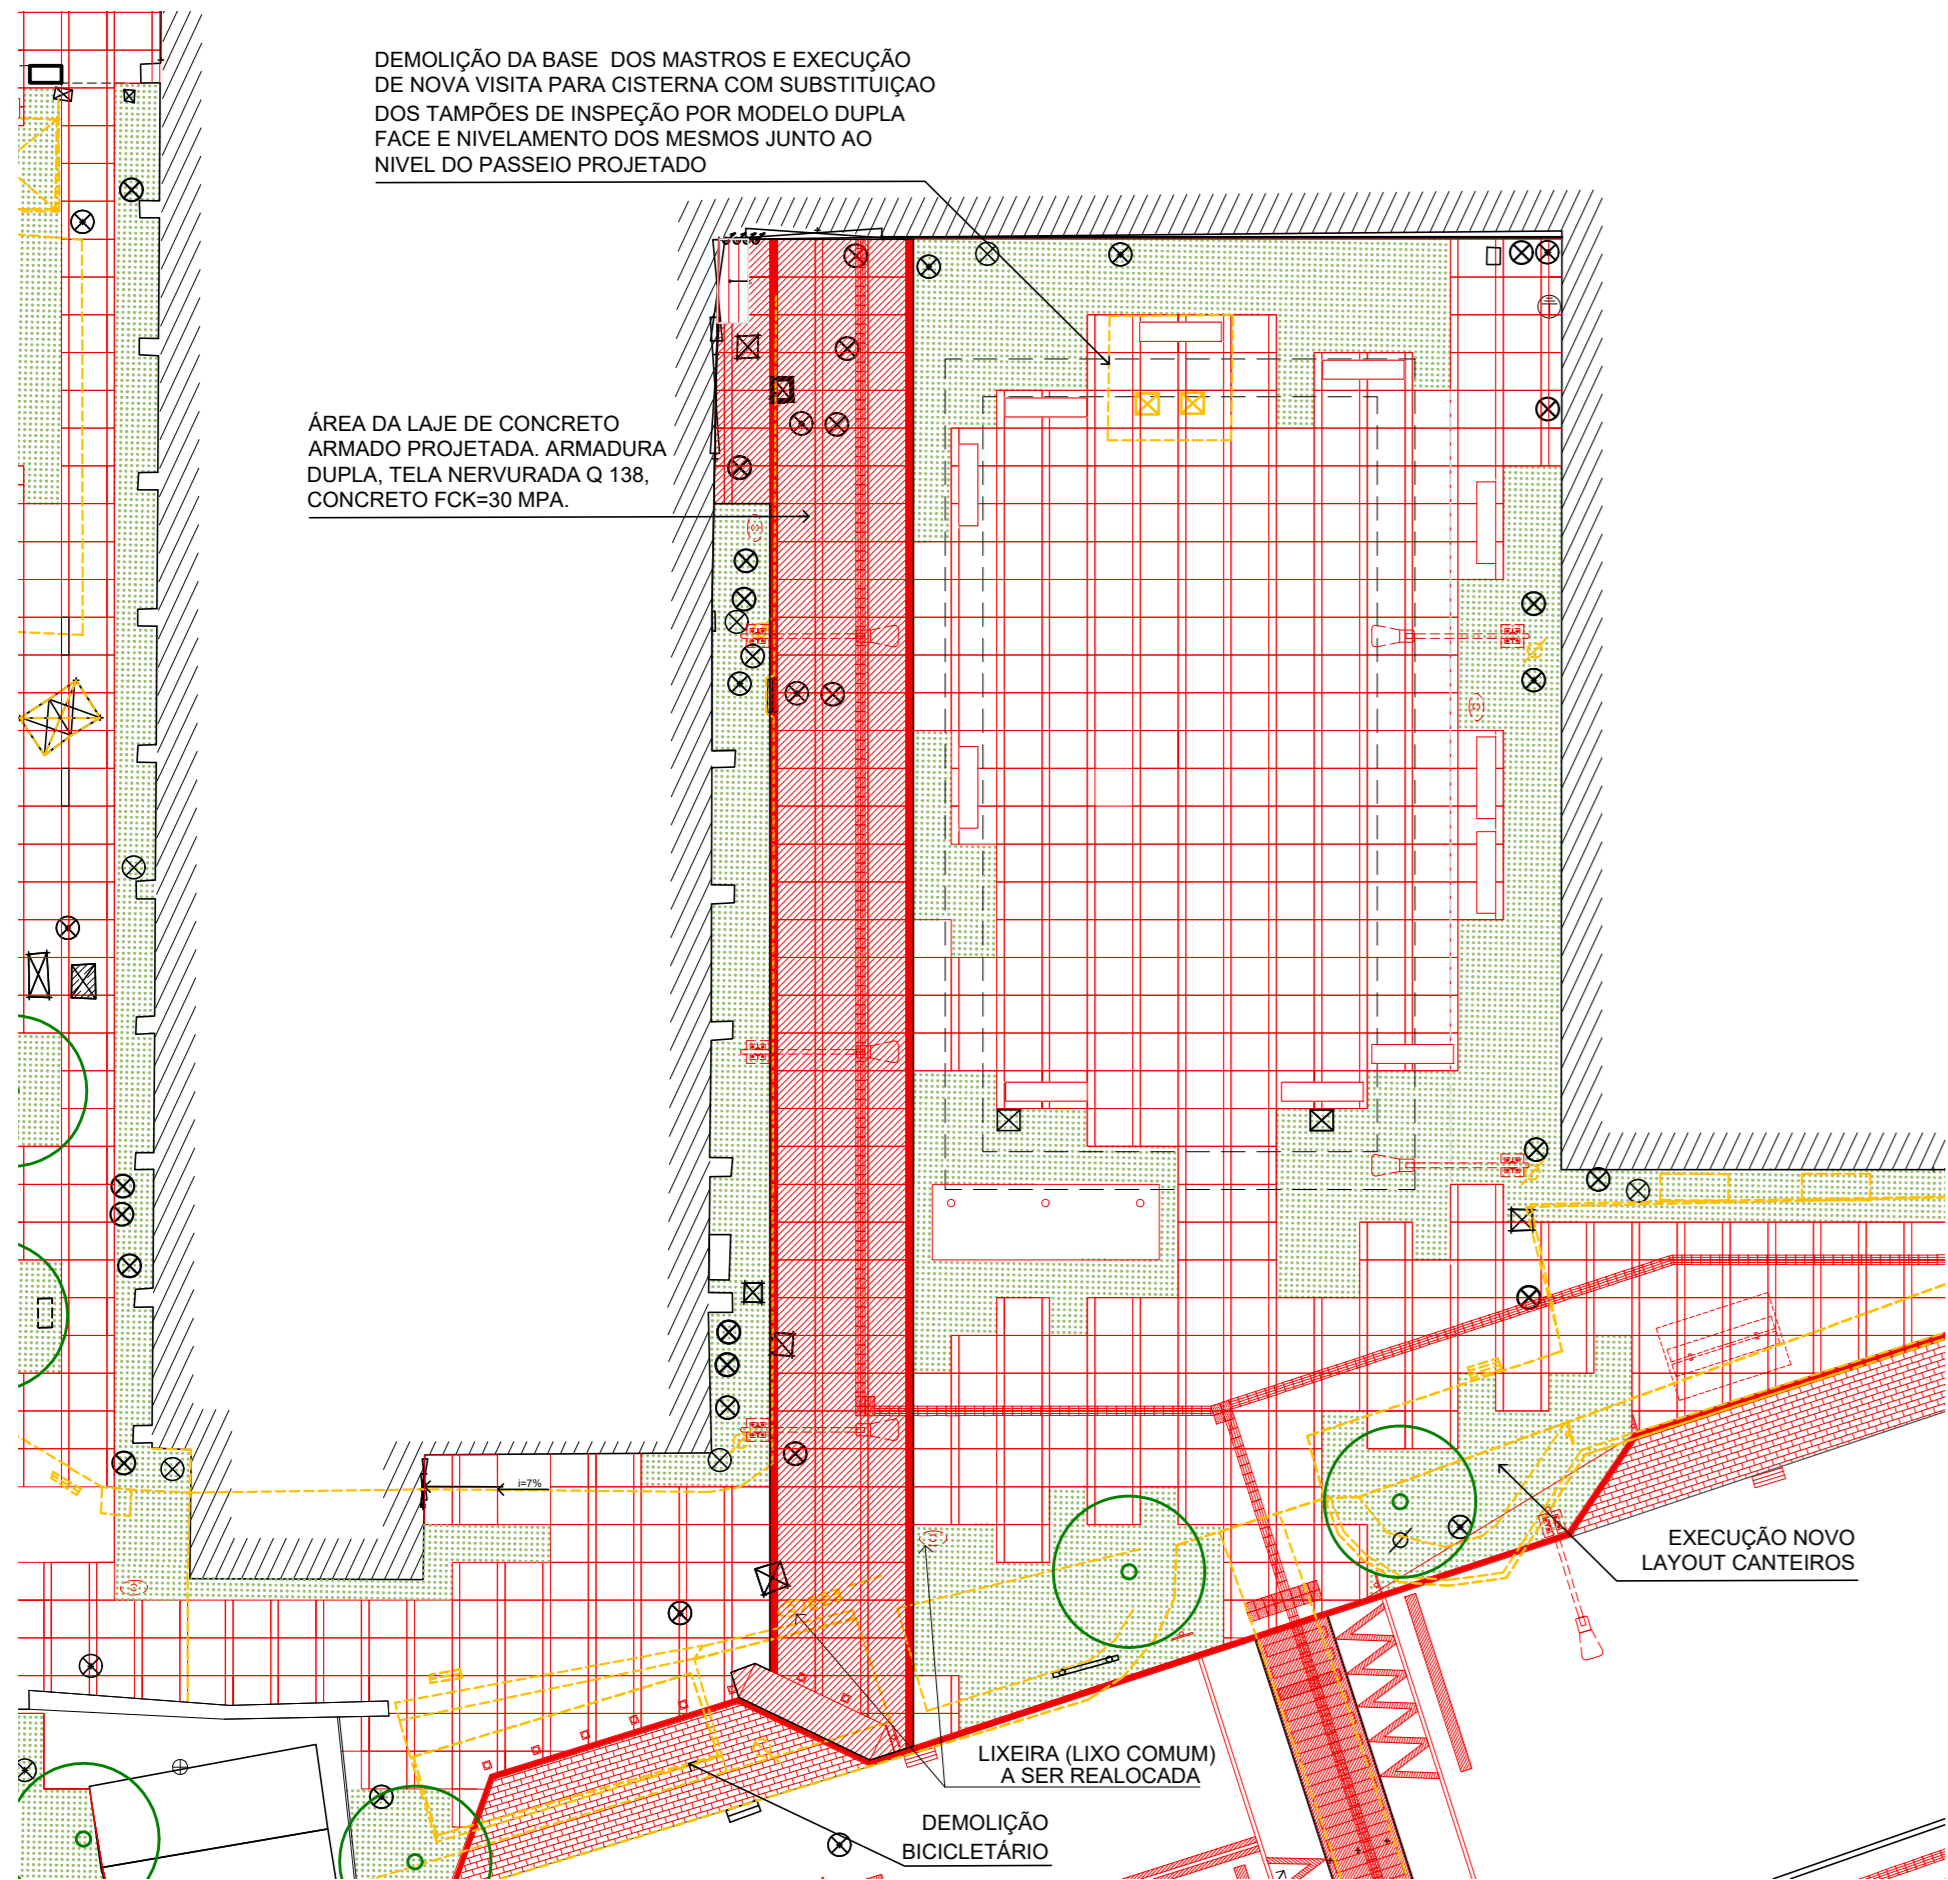 DEMOLIÇÃO DA BASE  DOS MASTROS E EXECUÇÃO
DE NOVA VISITA PARA CISTERNA COM SUBSTITUIÇAO
DOS TAMPÕES DE INSPEÇÃO POR MODELO DUPLA
FACE E NIVELAMENTO DOS MESMOS JUNTO AO
NIVEL DO PASSEIO PROJETADO
ÁREA DA LAJE DE CONCRETO
ARMADO PROJETADA. ARMADURA
DUPLA, TELA NERVURADA Q 138,
CONCRETO FCK=30 MPA.
i=7%
EXECUÇÃO NOVO
LAYOUT CANTEIROS
LIXEIRA (LIXO COMUM)
A SER REALOCADA
DEMOLIÇÃO
BICICLETÁRIO